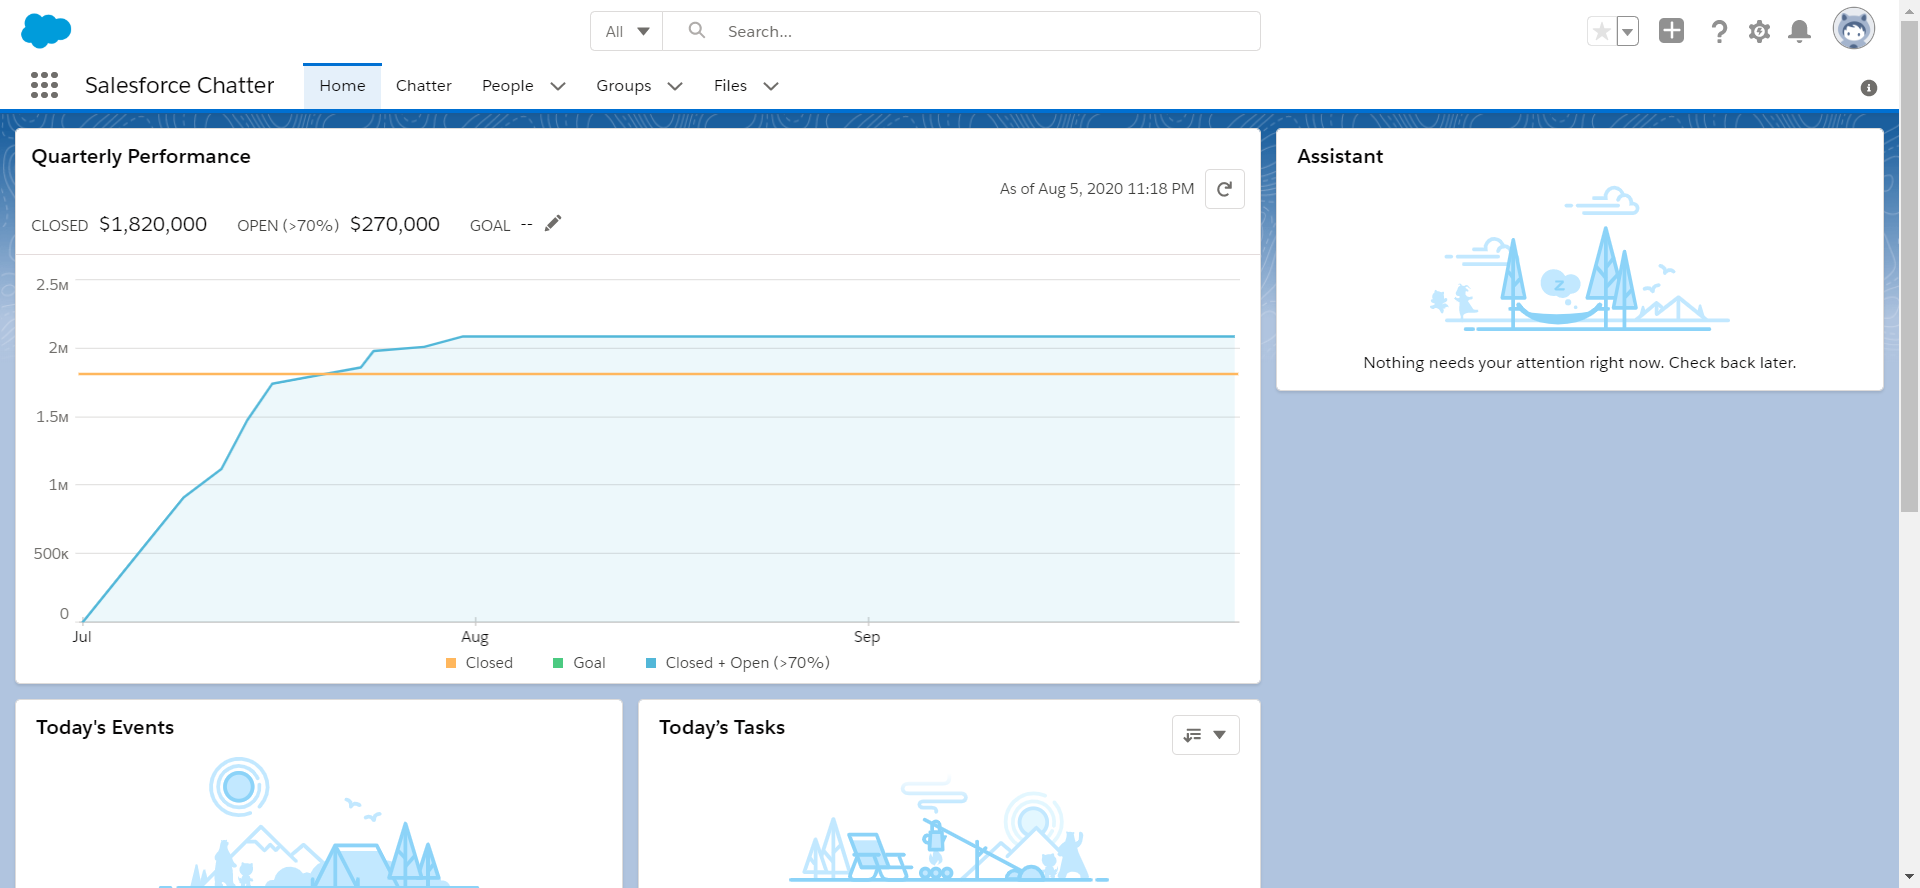 All
Search...
Salesforce Chatter
Home
Chatter
People
Groups
Files
Quarterly Performance
As of Aug 5, 2020 11:18 PM
CLOSED $1,820,000 OPEN (>70%) $270,000 GOAL --
2.5M
2M
1.5M
1M
500K
0
Jul
Aug
Sep
Closed
Goal
Closed + Open (>70%)
Assistant
z
Nothing needs your attention right now. Check back later.
Today's Events
Today’s Tasks